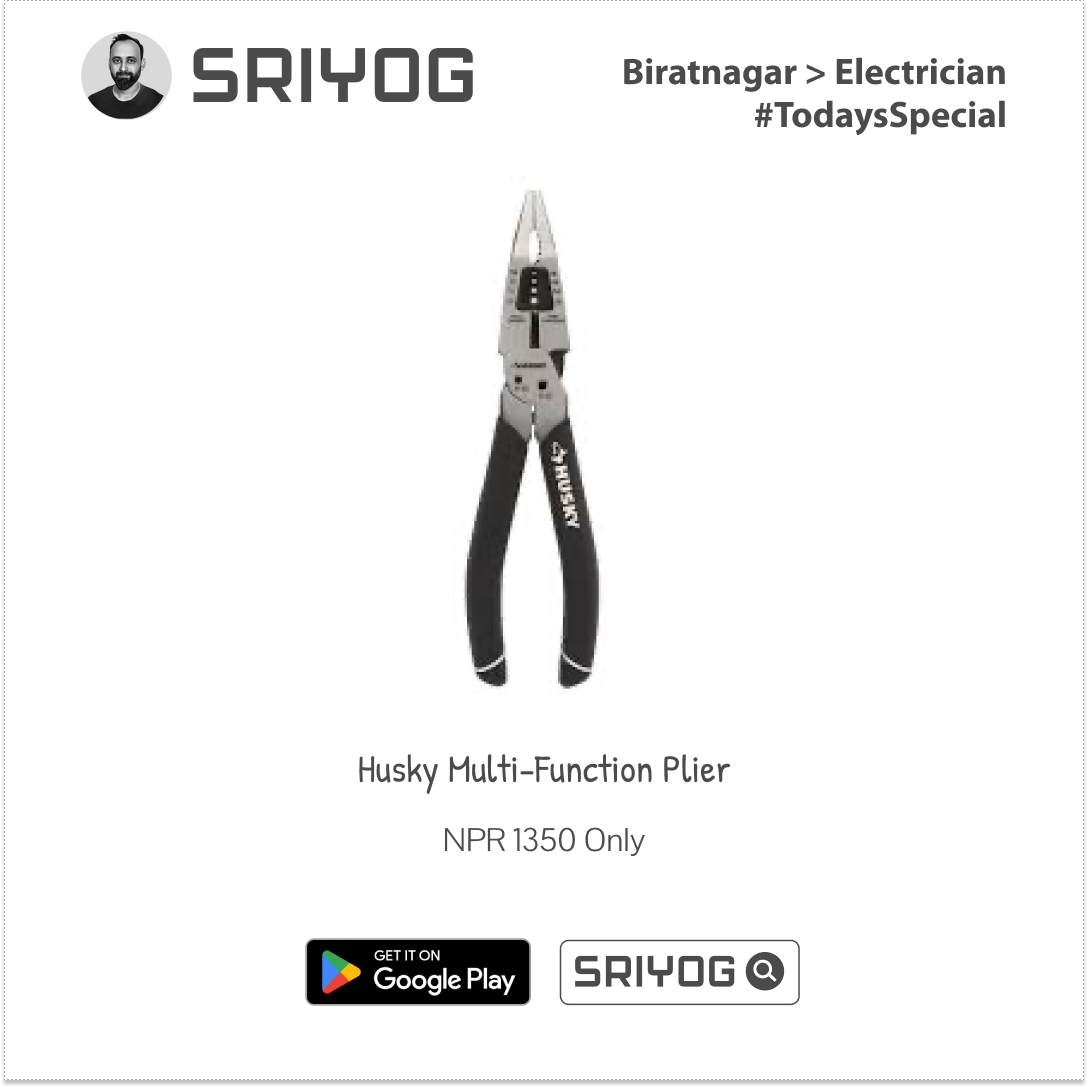 SRIYOG
Biratnagar > Electrician
#TodaysSpecial
HUSKY
Husky Multi-Function Plier
NPR 1350 Only
GET IT ON
Google Play
SRIYOG